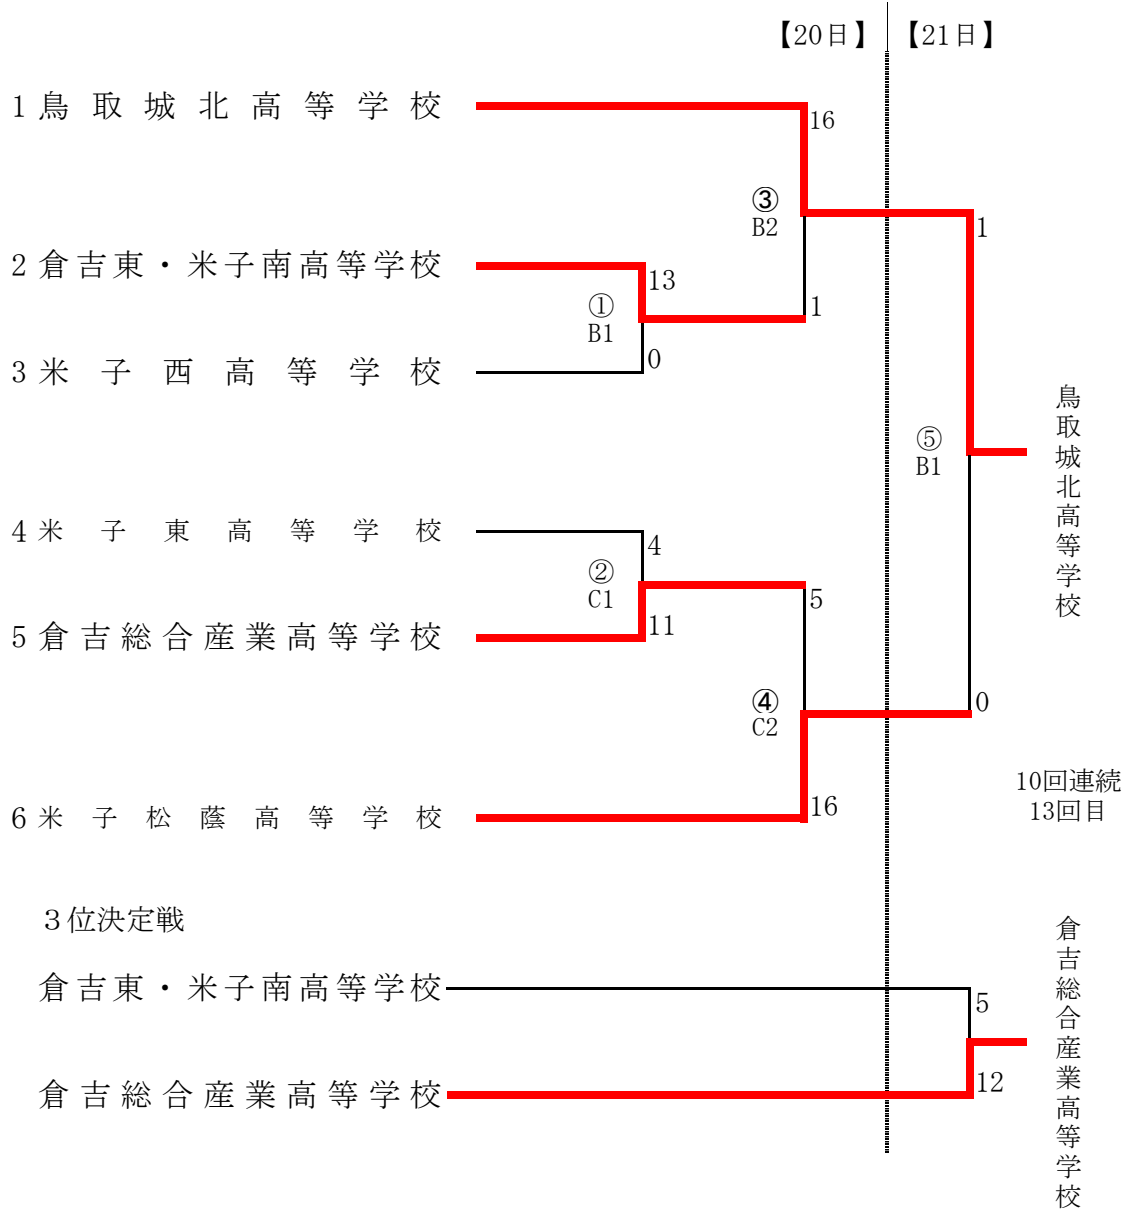 【20日】 【21日】
1 鳥取城北高等学校
16
③
B2
1
2 倉吉東・米子南高等学校
13
①
B1
1
0
3 米子西高等学校
鳥取城北高等学校
⑤
B1
4 米子東高等学校
4
②
C1
5
11
5 倉吉総合産業高等学校
④
C2
0
10回連続
13回目
6 米子松蔭高等学校
16
３位決定戦
倉吉東・米子南高等学校
5
倉吉総合産業高等学校
12
倉吉総合産業高等学校